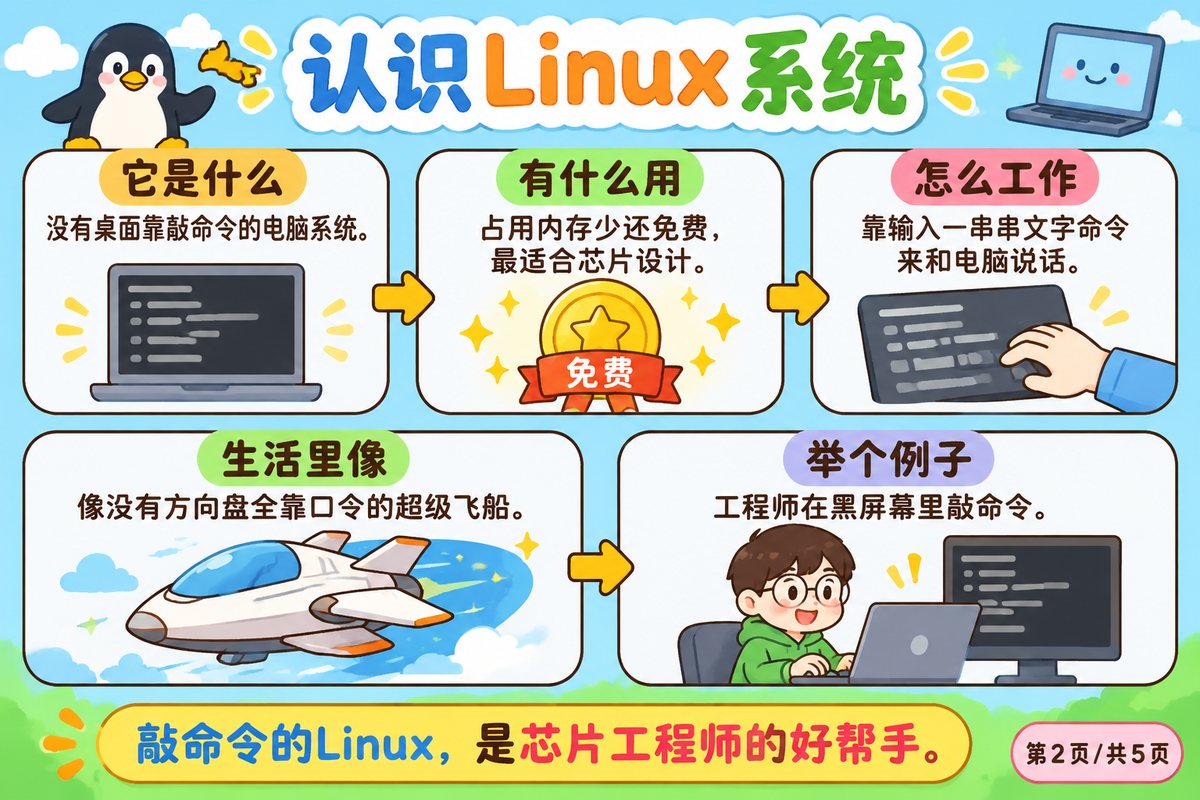 认识Linux系统
它是什么
没有桌面靠敲命令的电脑系统。
有什么用
占用内存少还免费，
最适合芯片设计。
免费
怎么工作
靠输入一串串文字命令
来和电脑说话。
生活里像
像没有方向盘全靠口令的超级飞船。
举个例子
工程师在黑屏幕里敲命令。
敲命令的Linux，是芯片工程师的好帮手。
第2页/共5页